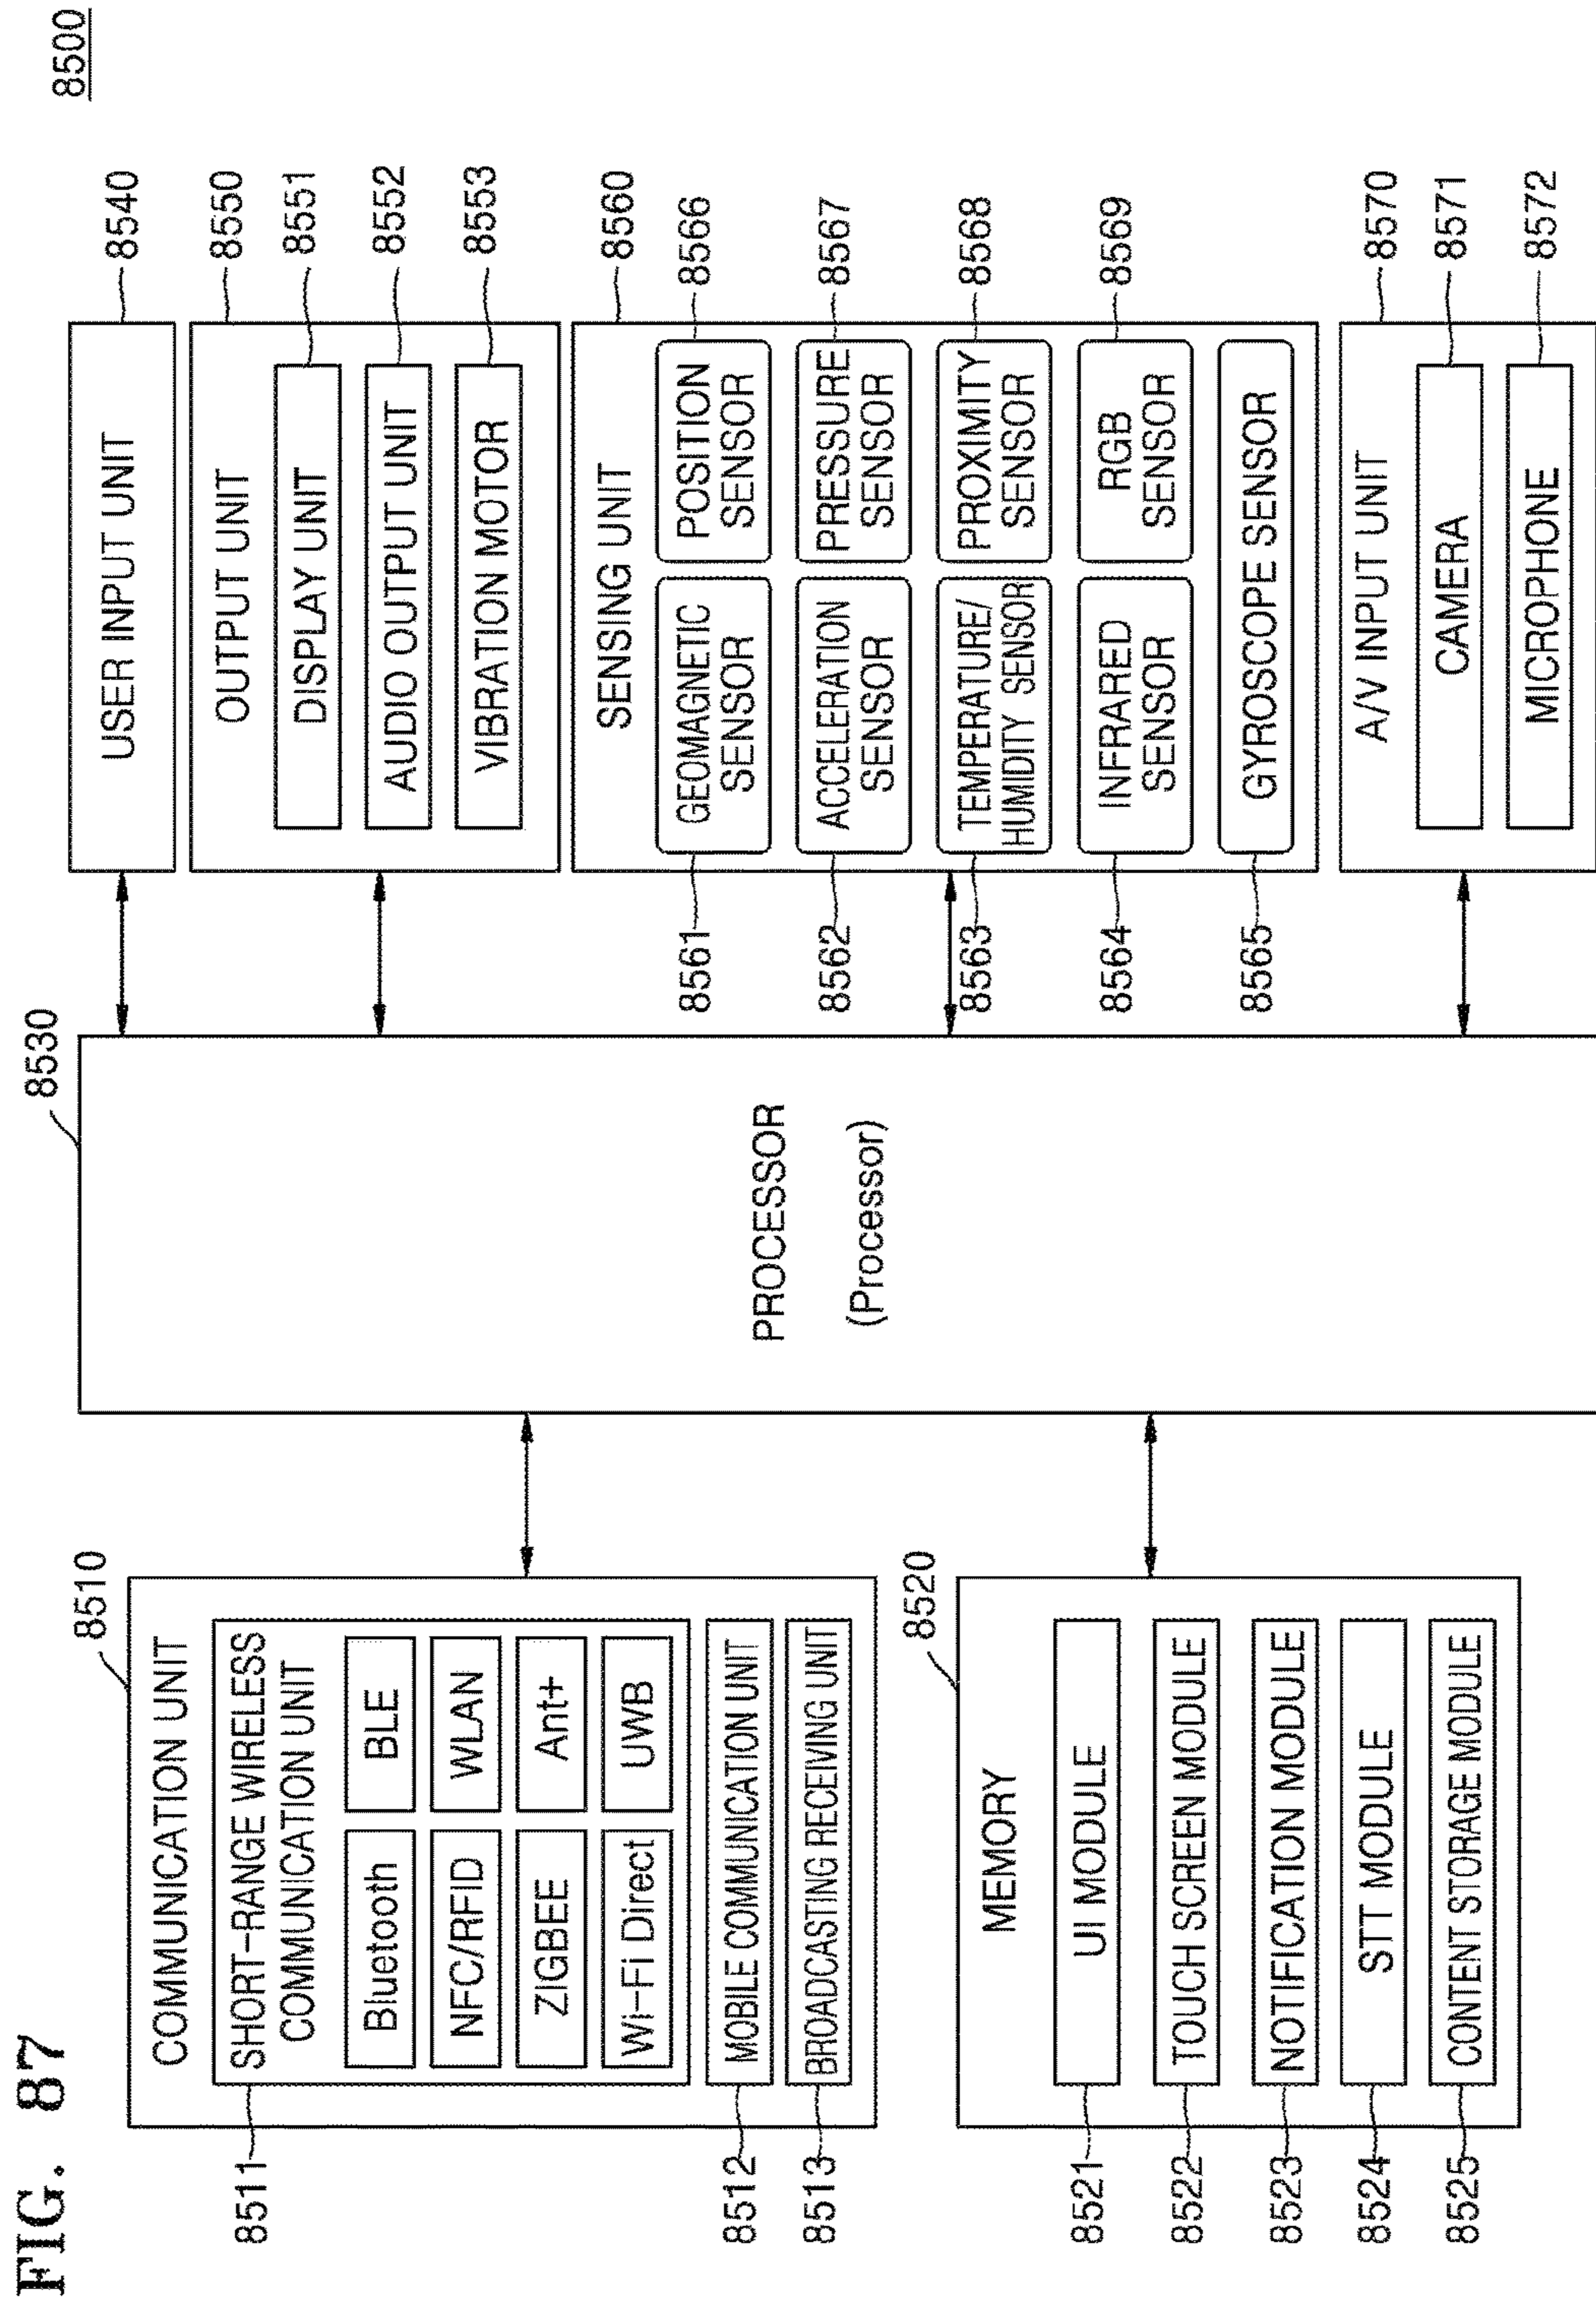 FIG. 87
8500
COMMUNICATION UNIT
8510
8511
SHORT-RANGE WIRELESS
COMMUNICATION UNIT
Bluetooth
BLE
NFC/RFID
WLAN
ZIGBEE
Ant+
Wi-Fi Direct
UWB
8512
MOBILE COMMUNICATION UNIT
8513
BROADCASTING RECEIVING UNIT
8520
MEMORY
8521
UI MODULE
8522
TOUCH SCREEN MODULE
8523
NOTIFICATION MODULE
8524
STT MODULE
8525
CONTENT STORAGE MODULE
8530
PROCESSOR
(Processor)
USER INPUT UNIT
8540
OUTPUT UNIT
8550
DISPLAY UNIT
8551
AUDIO OUTPUT UNIT
8552
VIBRATION MOTOR
8553
SENSING UNIT
8560
8561
GEOMAGNETIC
SENSOR
POSITION
SENSOR
8566
8562
ACCELERATION
SENSOR
PRESSURE
SENSOR
8567
8563
TEMPERATURE/
HUMIDITY SENSOR
PROXIMITY
SENSOR
8568
8564
INFRARED
SENSOR
RGB
SENSOR
8569
8565
GYROSCOPE SENSOR
A/V INPUT UNIT
8570
CAMERA
8571
MICROPHONE
8572